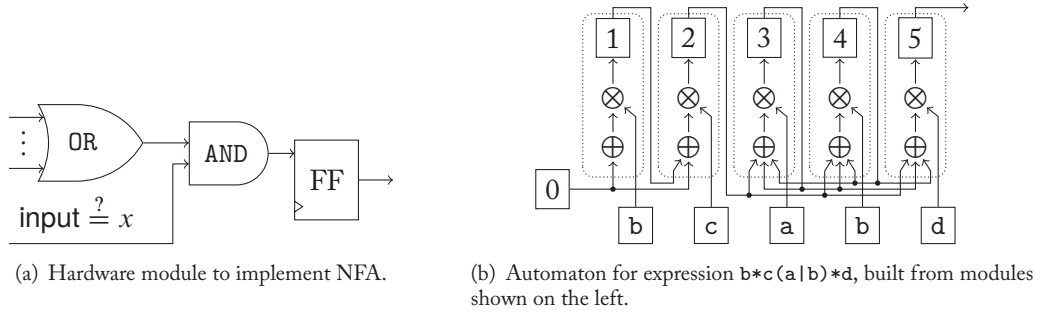 OR
⋮
AND
FF
input ≟ x
(a) Hardware module to implement NFA.
1 2 3 4 5
⊗ ⊗ ⊗ ⊗ ⊗
⊕ ⊕ ⊕ ⊕ ⊕
0
b c a b d
(b) Automaton for expression b*c(a|b)*d, built from modules
shown on the left.